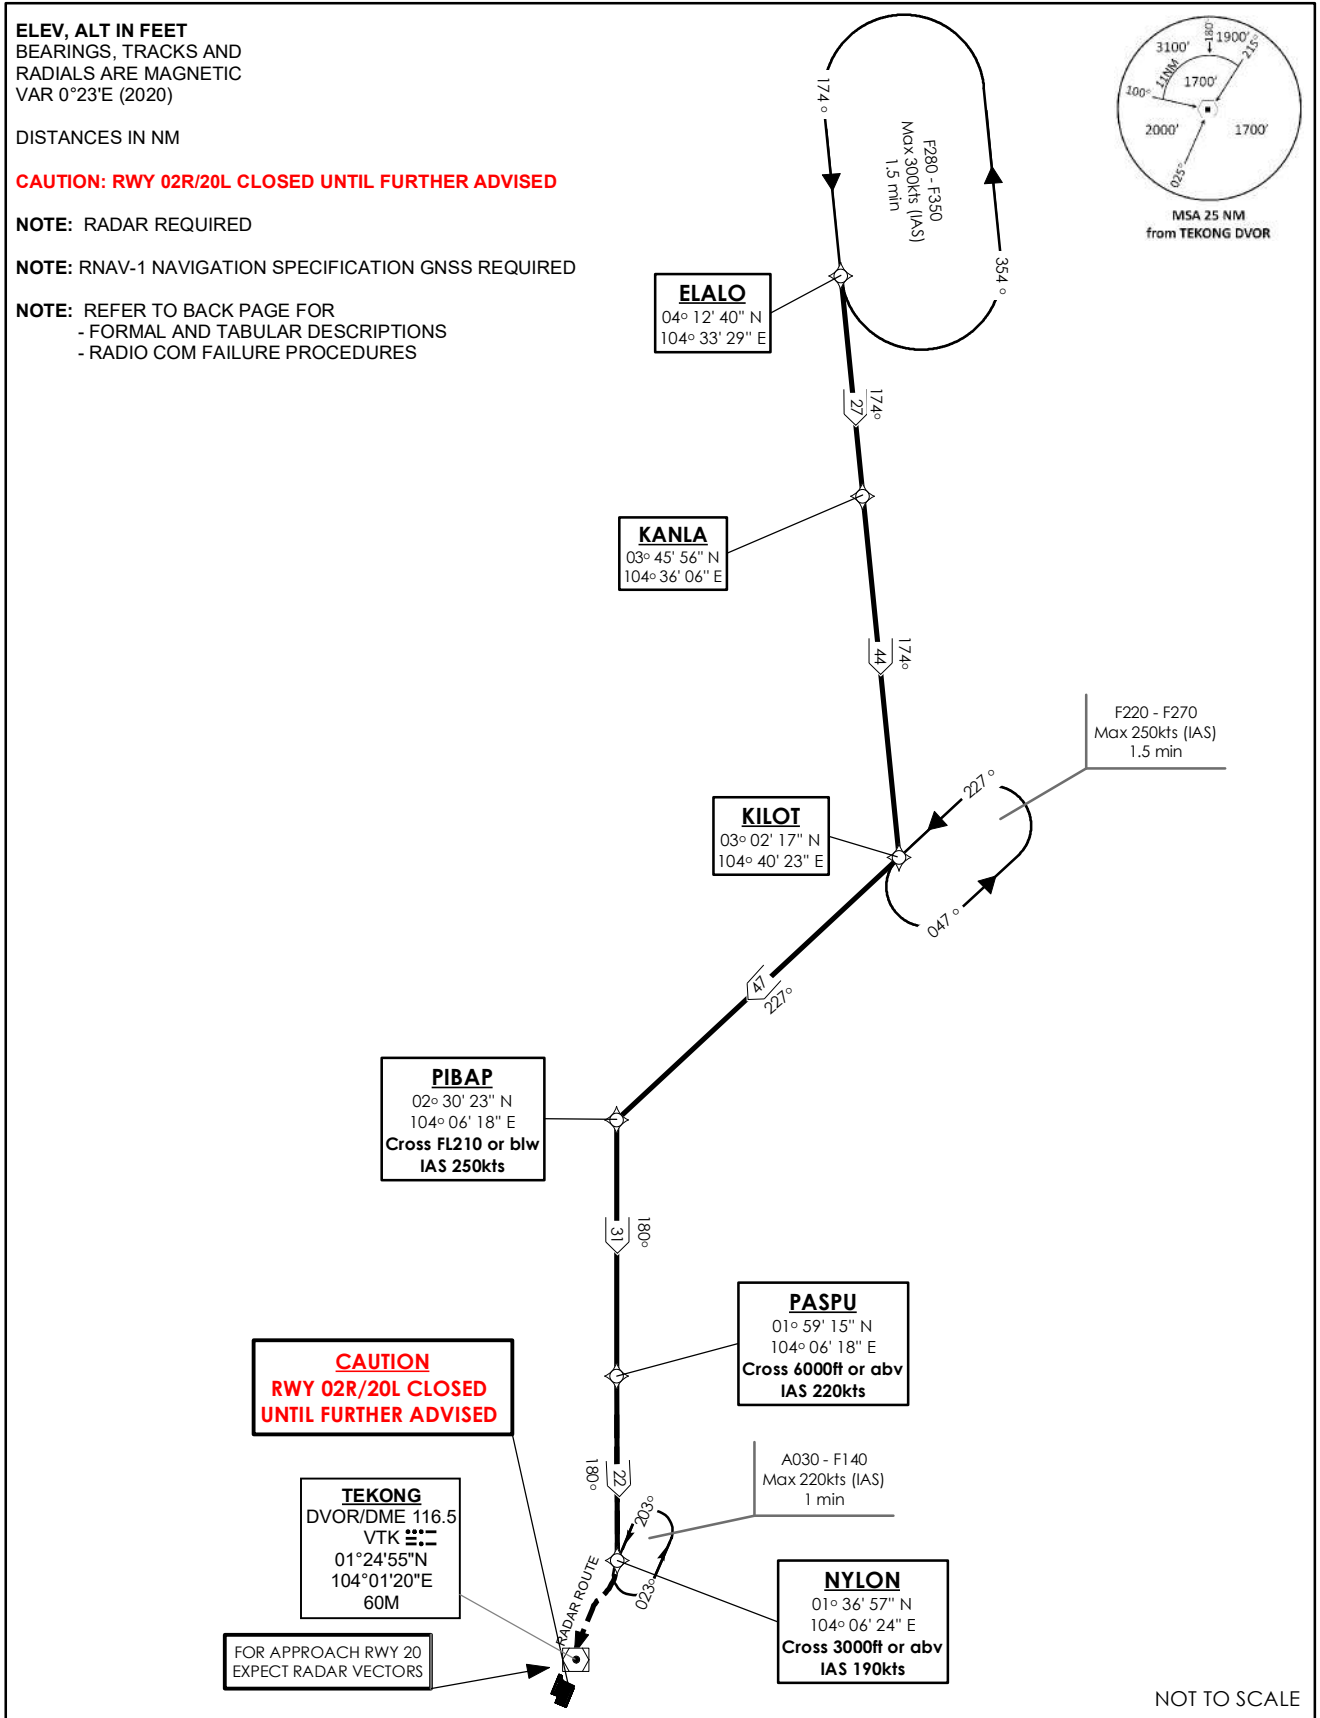 ELEV, ALT IN FEET
BEARINGS, TRACKS AND
RADIALS ARE MAGNETIC
VAR 0°23'E (2020)
DISTANCES IN NM
CAUTION: RWY 02R/20L CLOSED UNTIL FURTHER ADVISED
NOTE: RADAR REQUIRED
NOTE: RNAV-1 NAVIGATION SPECIFICATION GNSS REQUIRED
NOTE: REFER TO BACK PAGE FOR
- FORMAL AND TABULAR DESCRIPTIONS
- RADIO COM FAILURE PROCEDURES
3100'
180°
1900'
215°
11NM
1700'
100°
2000'
1700'
025°
MSA 25 NM
from TEKONG DVOR
174°
F280 - F350
Max 300kts (IAS)
1.5 min
354°
ELALO
04° 12' 40" N
104° 33' 29" E
27
174°
KANLA
03° 45' 56" N
104° 36' 06" E
44
174°
F220 - F270
Max 250kts (IAS)
1.5 min
227°
047°
KILOT
03° 02' 17" N
104° 40' 23" E
47
227°
PIBAP
02° 30' 23" N
104° 06' 18" E
Cross FL210 or blw
IAS 250kts
31
180°
PASPU
01° 59' 15" N
104° 06' 18" E
Cross 6000ft or abv
IAS 220kts
CAUTION
RWY 02R/20L CLOSED
UNTIL FURTHER ADVISED
180°
22
A030 - F140
Max 220kts (IAS)
1 min
203°
023°
TEKONG
DVOR/DME 116.5
VTK
01°24'55"N
104°01'20"E
60M
RADAR ROUTE
NYLON
01° 36' 57" N
104° 06' 24" E
Cross 3000ft or abv
IAS 190kts
FOR APPROACH RWY 20
EXPECT RADAR VECTORS
NOT TO SCALE